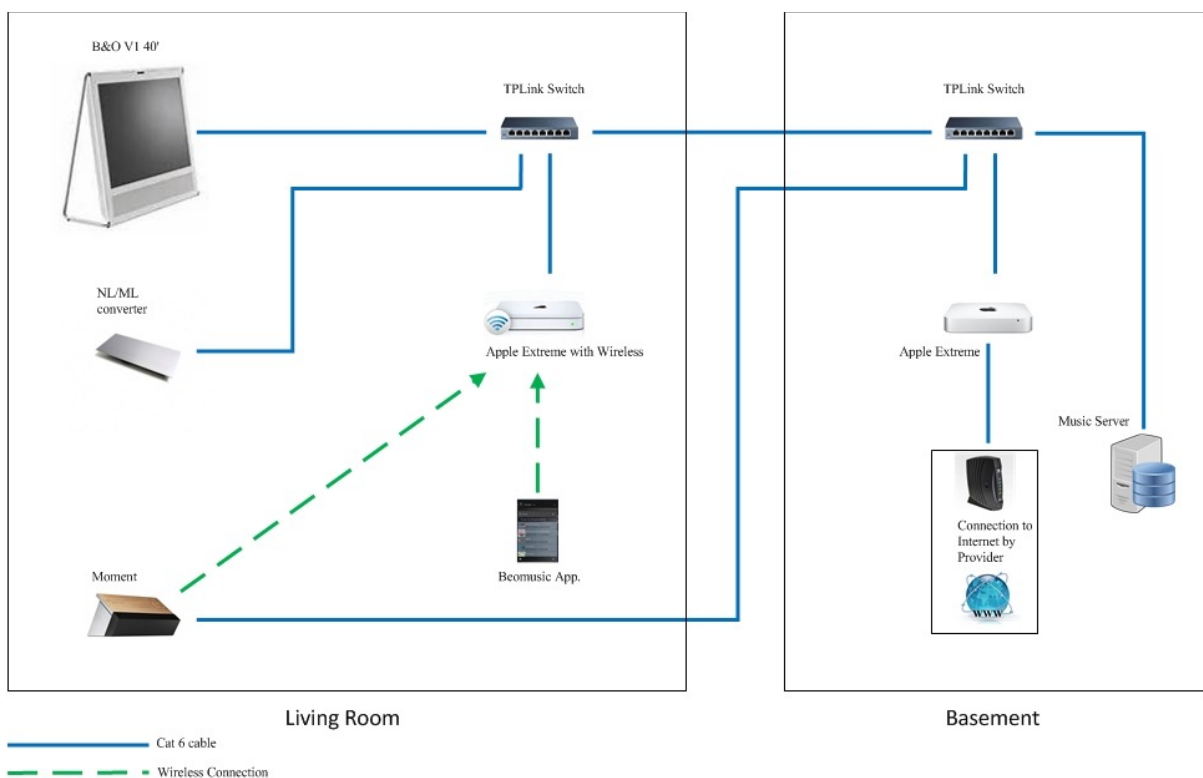 B&O V1 40'
TPLink Switch
TPLink Switch
NL/ML
converter
Apple Extreme with Wireless
Apple Extreme
Music Server
Connection to
Internet by
Provider
WWW
Moment
Beomusic App.
Living Room
Basement
Cat 6 cable
Wireless Connection